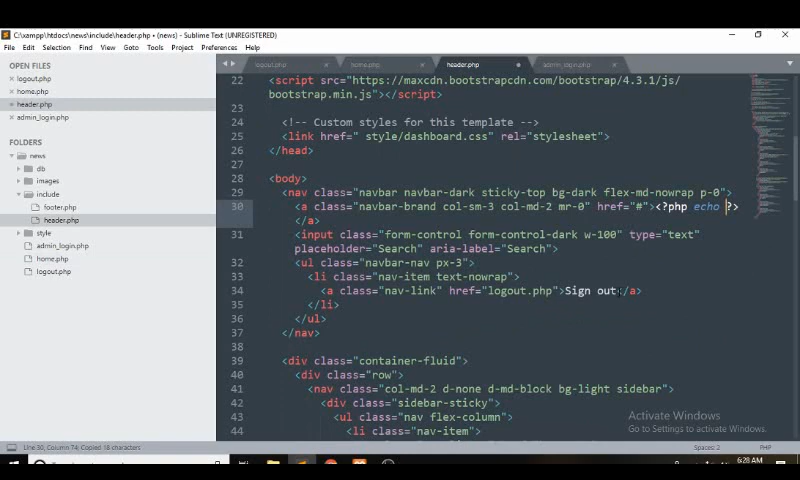 C:\xampp\htdocs\news\include\header.php • (news) - Sublime Text (UNREGISTERED)
File Edit Selection Find View Goto Tools Project Preferences Help
OPEN FILES
logout.php
home.php
header.php
admin_login.php
FOLDERS
news
db
images
include
footer.php
header.php
style
admin_login.php
home.php
logout.php
logout.php home.php header.php admin_login.php
22 <script src="https://maxcdn.bootstrapcdn.com/bootstrap/4.3.1/js/
bootstrap.min.js"></script>
23
24 <!-- Custom styles for this template -->
25 <link href=" style/dashboard.css" rel="stylesheet">
26 </head>
27
28 <body>
29 <nav class="navbar navbar-dark sticky-top bg-dark flex-md-nowrap p-0">
30 <a class="navbar-brand col-sm-3 col-md-2 mr-0" href="#"><?php echo ?>
</a>
31 <input class="form-control form-control-dark w-100" type="text"
placeholder="Search" aria-label="Search">
32 <ul class="navbar-nav px-3">
33 <li class="nav-item text-nowrap">
34 <a class="nav-link" href="logout.php">Sign out</a>
35 </li>
36 </ul>
37 </nav>
38
39 <div class="container-fluid">
40 <div class="row">
41 <nav class="col-md-2 d-none d-md-block bg-light sidebar">
42 <div class="sidebar-sticky">
43 <ul class="nav flex-column">
44 <li class="nav-item">
Activate Windows
Go to Settings to activate Windows.
Line 30, Column 74; Copied 18 characters
Spaces: 2
PHP
6:28 AM